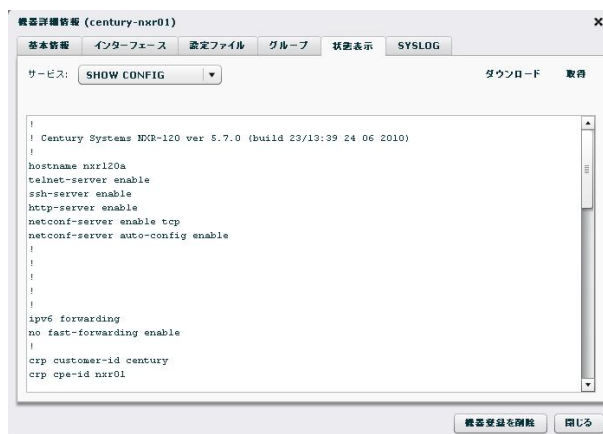 機器詳細情報 (century-nxr01)
基本情報 インターフェース 設定ファイル グループ 状態表示 SYSLOG
サービス: SHOW CONFIG ダウンロード 取得
!
! Century Systems NXR-120 ver 5.7.0 (build 23/13:39 24 06 2010)
!
hostname nxr120a
telnet-server enable
ssh-server enable
http-server enable
netconf-server enable tcp
netconf-server auto-config enable
!
!
!
!
!
ipv6 forwarding
no fast-forwarding enable
!
crp customer-id century
crp cpe-id nxr01
機器登録を削除 閉じる